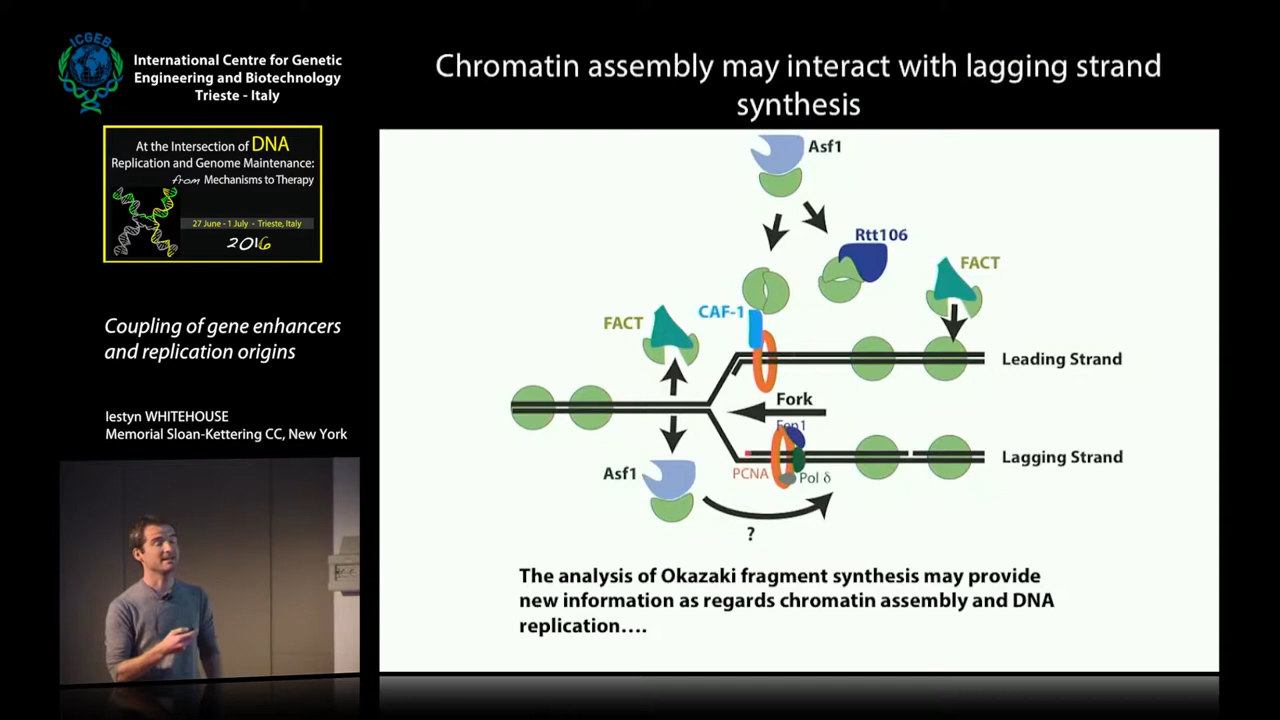 ICGEB
International Centre for Genetic
Engineering and Biotechnology
Trieste - Italy
At the Intersection of DNA
Replication and Genome Maintenance:
from Mechanisms to Therapy
27 June - 1 July - Trieste, Italy
2016
Coupling of gene enhancers
and replication origins
Iestyn WHITEHOUSE
Memorial Sloan-Kettering CC, New York
Chromatin assembly may interact with lagging strand
synthesis
Asf1
Rtt106
FACT
CAF-1
FACT
Leading Strand
Fork
Fen1
Lagging Strand
PCNA
Pol δ
Asf1
?
The analysis of Okazaki fragment synthesis may provide
new information as regards chromatin assembly and DNA
replication....